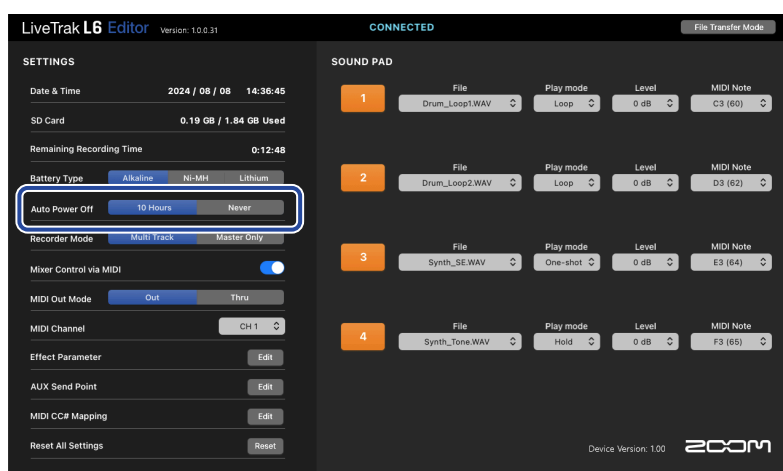 LiveTrak L6 Editor Version: 1.0.0.31 CONNECTED File Transfer Mode
SETTINGS
Date & Time 2024 / 08 / 08 14:36:45
SD Card 0.19 GB / 1.84 GB Used
Remaining Recording Time 0:12:48
Battery Type Alkaline Ni-MH Lithium
Auto Power Off 10 Hours Never
Recorder Mode Multi Track Master Only
Mixer Control via MIDI
MIDI Out Mode Out Thru
MIDI Channel CH 1
Effect Parameter Edit
AUX Send Point Edit
MIDI CC# Mapping Edit
Reset All Settings Reset
SOUND PAD
File Play mode Level MIDI Note
1 Drum_Loop1.WAV Loop 0 dB C3 (60)
File Play mode Level MIDI Note
2 Drum_Loop2.WAV Loop 0 dB D3 (62)
File Play mode Level MIDI Note
3 Synth_SE.WAV One-shot 0 dB E3 (64)
File Play mode Level MIDI Note
4 Synth_Tone.WAV Hold 0 dB F3 (65)
Device Version: 1.00 ZOOM